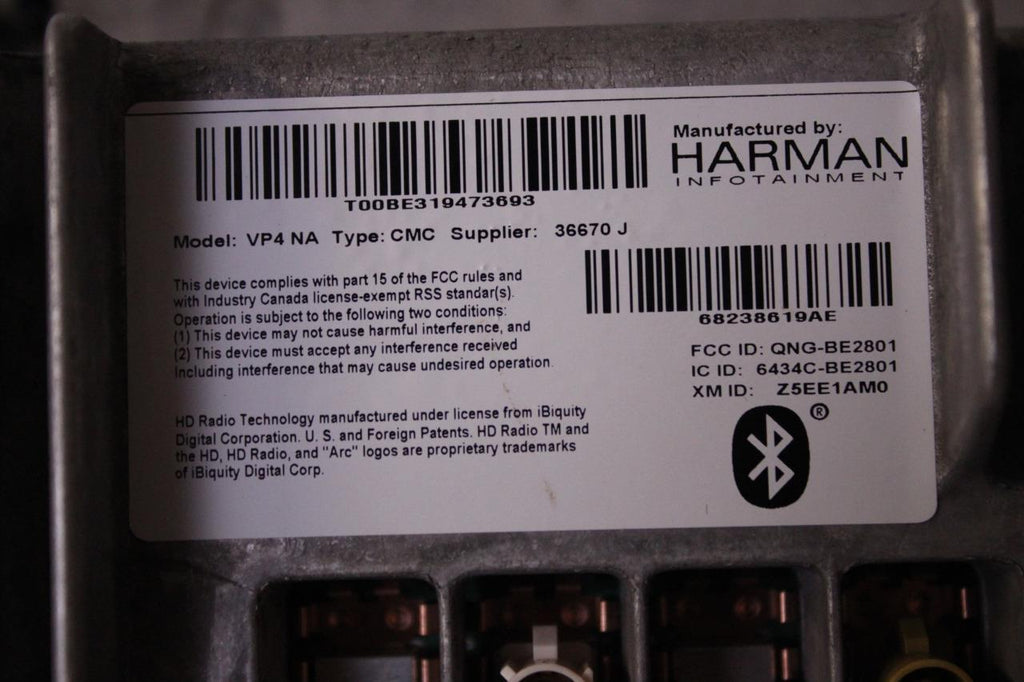 T00BE319473693
Manufactured by:
HARMAN
INFOTAINMENT
Model: VP4 NA Type: CMC Supplier: 36670 J
This device complies with part 15 of the FCC rules and
with Industry Canada license-exempt RSS standar(s).
Operation is subject to the following two conditions:
(1) This device may not cause harmful interference, and
(2) This device must accept any interference received
Including interference that may cause undesired operation.
68238619AE
FCC ID: QNG-BE2801
IC ID: 6434C-BE2801
XM ID: Z5EE1AM0
®
HD Radio Technology manufactured under license from iBiquity
Digital Corporation. U. S. and Foreign Patents. HD Radio TM and
the HD, HD Radio, and "Arc" logos are proprietary trademarks
of iBiquity Digital Corp.